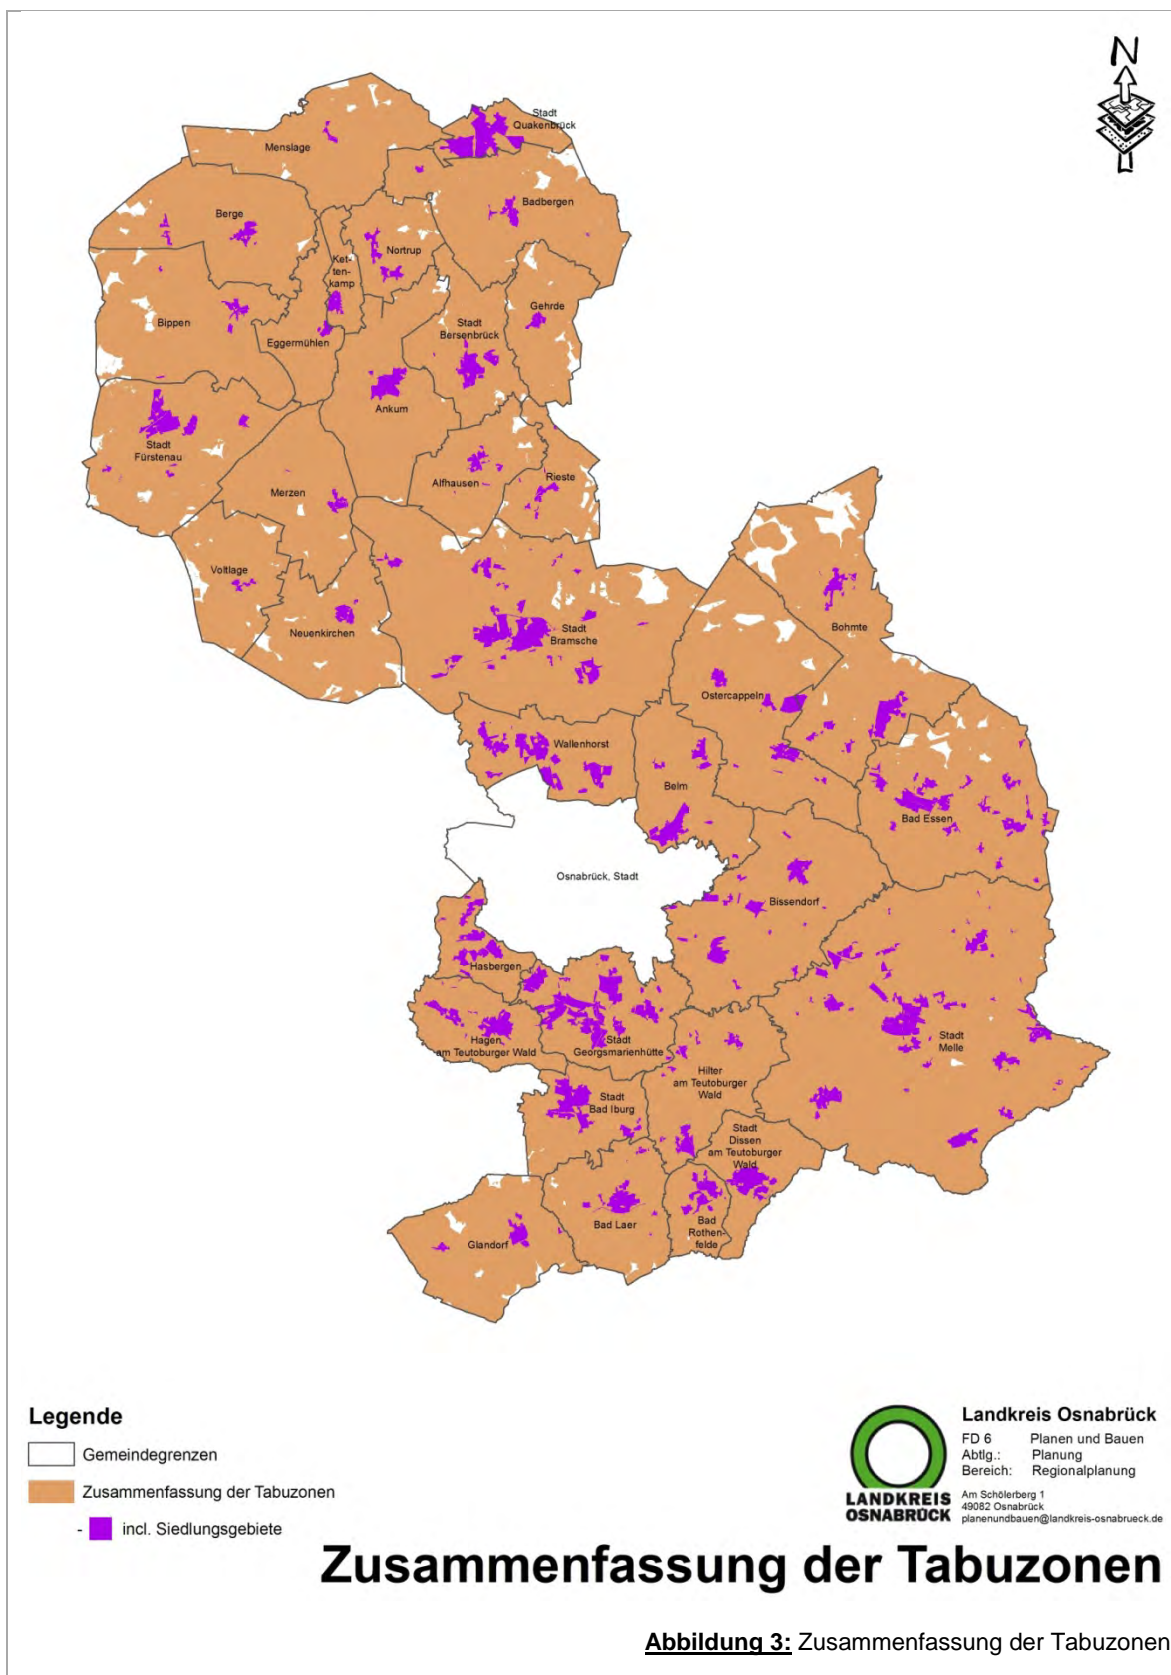 N
Stadt
Quakenbrück
Menslage
Badbergen
Berge
Nortrup
Ket-
ten-
kamp
Gehrde
Bippen
Stadt
Bersenbrück
Eggermühlen
Ankum
Stadt
Fürstenau
Rieste
Alfhausen
Merzen
Voltlage
Neuenkirchen
Stadt
Bramsche
Bohmte
Ostercappeln
Wallenhorst
Belm
Bad Essen
Osnabrück, Stadt
Bissendorf
Hasbergen
Hagen
am Teutoburger Wald
Stadt
Georgsmarienhütte
Stadt
Melle
Hilter
am Teutoburger
Wald
Stadt
Bad Iburg
Stadt
Dissen
am Teutoburger
Wald
Bad Laer
Bad
Rothen-
felde
Glandorf
Legende
Gemeindegrenzen
Zusammenfassung der Tabuzonen
- incl. Siedlungsgebiete
LANDKREIS
OSNABRÜCK
Landkreis Osnabrück
FD 6 Planen und Bauen
Abtlg.: Planung
Bereich: Regionalplanung
Am Schölerberg 1
49082 Osnabrück
planenundbauen@landkreis-osnabrueck.de
Zusammenfassung der Tabuzonen
Abbildung 3: Zusammenfassung der Tabuzonen